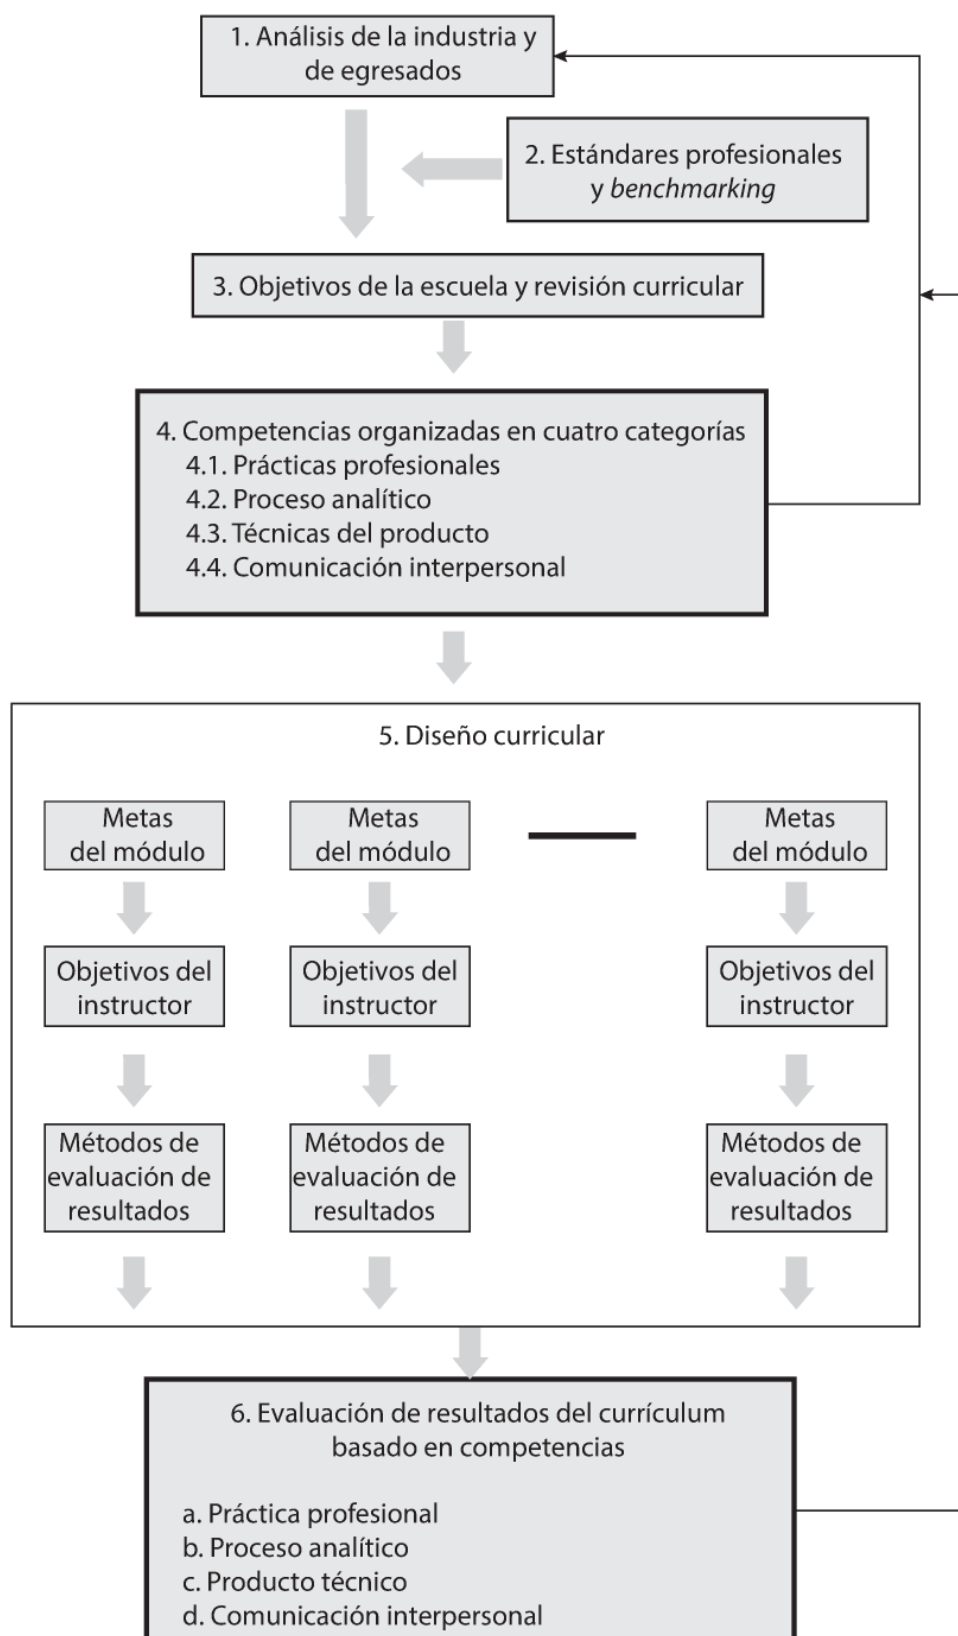 1. Análisis de la industria y
de egresados
2. Estándares profesionales
y benchmarking
3. Objetivos de la escuela y revisión curricular
4. Competencias organizadas en cuatro categorías
4.1. Prácticas profesionales
4.2. Proceso analítico
4.3. Técnicas del producto
4.4. Comunicación interpersonal
5. Diseño curricular
Metas
del módulo
Metas
del módulo
Metas
del módulo
Objetivos del
instructor
Objetivos del
instructor
Objetivos del
instructor
Métodos de
evaluación de
resultados
Métodos de
evaluación de
resultados
Métodos de
evaluación de
resultados
6. Evaluación de resultados del currículum
basado en competencias
a. Práctica profesional
b. Proceso analítico
c. Producto técnico
d. Comunicación interpersonal